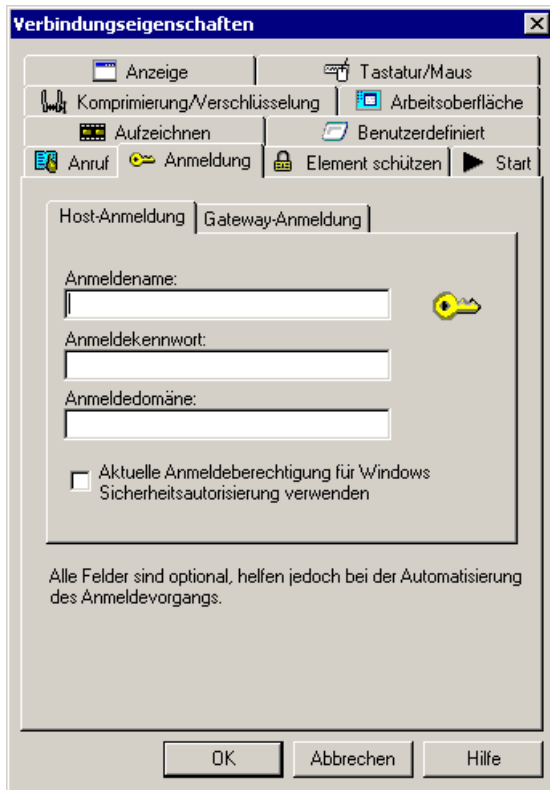 Verbindungseigenschaften
Anzeige
Tastatur/Maus
Komprimierung/Verschlüsselung
Arbeitsoberfläche
Aufzeichnen
Benutzerdefiniert
Anruf
Anmeldung
Element schützen
Start
Host-Anmeldung
Gateway-Anmeldung
Anmeldename:
Anmeldekennwort:
Anmeldedomäne:
Aktuelle Anmeldeberechtigung für Windows
Sicherheitsautorisierung verwenden
Alle Felder sind optional, helfen jedoch bei der Automatisierung
des Anmeldevorgangs.
OK
Abbrechen
Hilfe